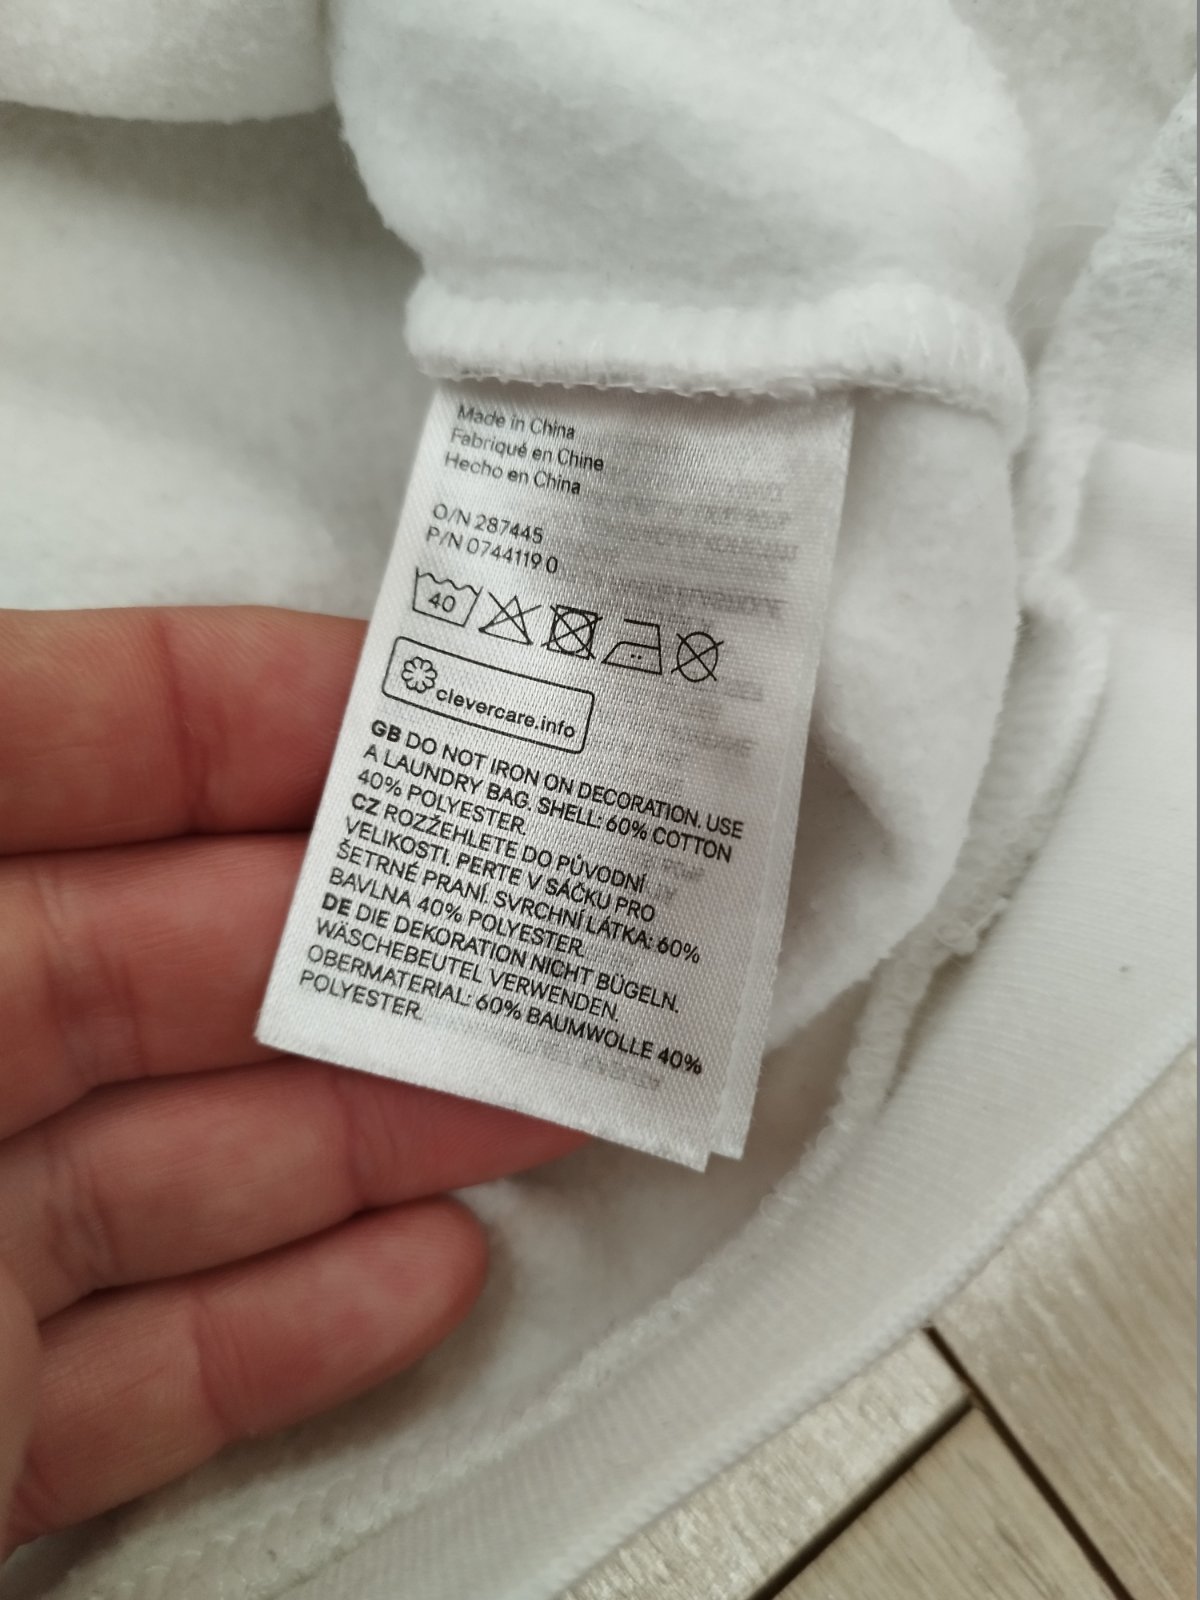 Made in China
Fabriqué en Chine
Hecho en China
O/N 287445
P/N 0744119 0
40
clevercare.info
GB DO NOT IRON ON DECORATION. USE
A LAUNDRY BAG. SHELL: 60% COTTON
40% POLYESTER.
CZ ROZŽEHLETE DO PŮVODNÍ
VELIKOSTI. PERTE V SÁČKU PRO
ŠETRNÉ PRANÍ. SVRCHNÍ LÁTKA: 60%
BAVLNA 40% POLYESTER.
DE DIE DEKORATION NICHT BÜGELN.
WÄSCHEBEUTEL VERWENDEN.
OBERMATERIAL: 60% BAUMWOLLE 40%
POLYESTER.